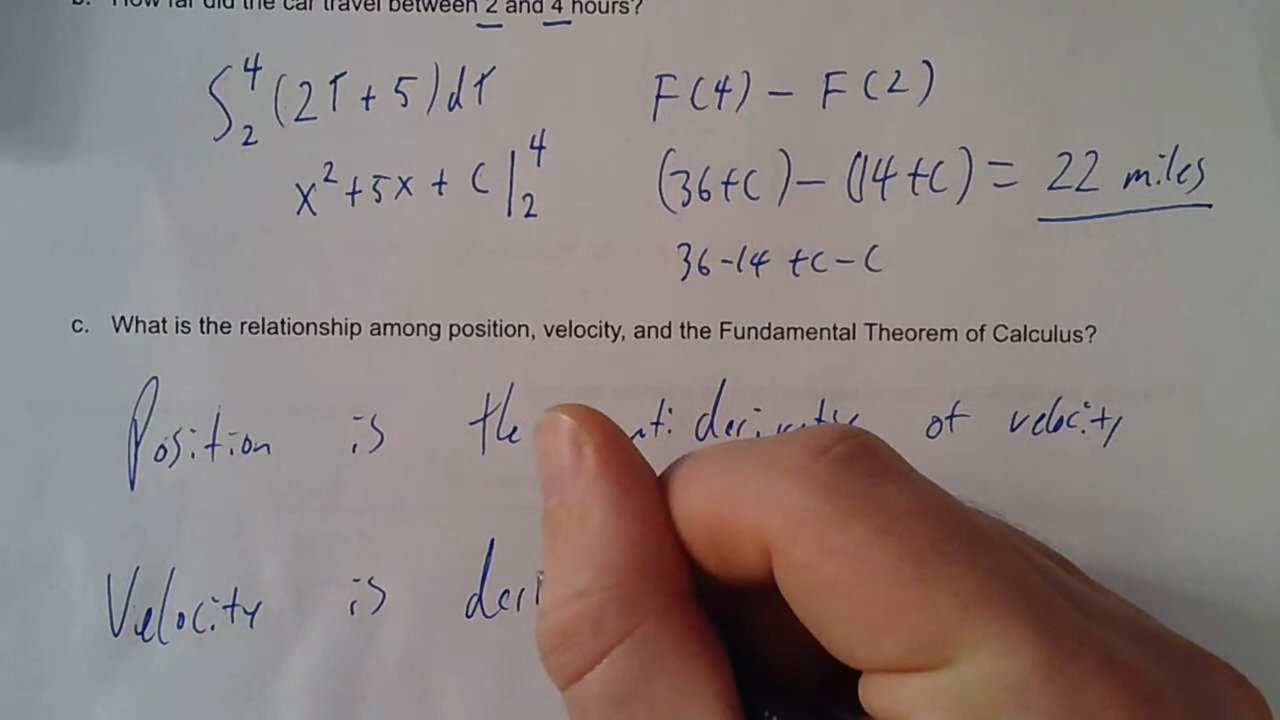 b. How far did the car travel between 2 and 4 hours?
∫₂⁴ (2t + 5) dt
F(4) - F(2)
x² + 5x + C |₂⁴
(36+C) - (14+C) = 22 miles
36-14 +C-C
c. What is the relationship among position, velocity, and the Fundamental Theorem of Calculus?
Position is the of velocity
Velocity is